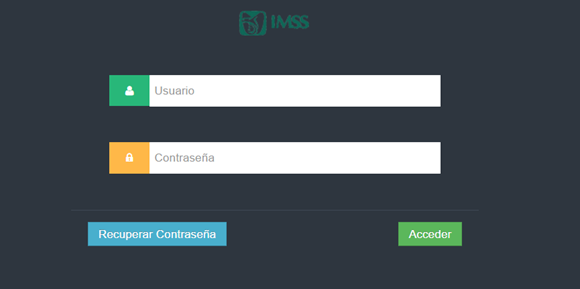 IMSS
Usuario
Contraseña
Recuperar Contraseña
Acceder